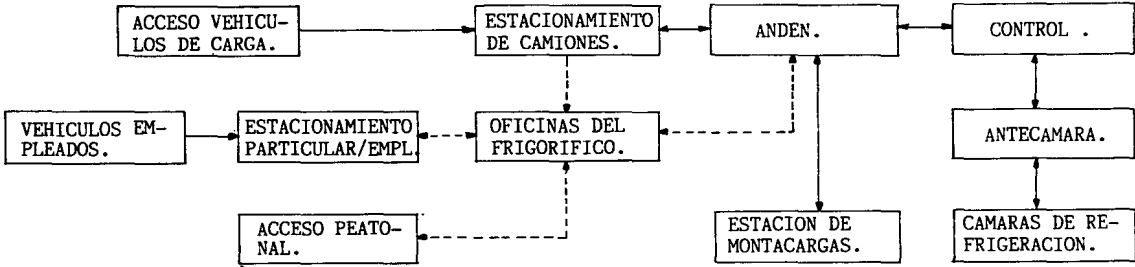 ACCESO VEHICU-
LOS DE CARGA.
ESTACIONAMIENTO
DE CAMIONES.
ANDEN.
CONTROL .
VEHICULOS EM-
PLEADOS.
ESTACIONAMIENTO
PARTICULAR/EMPL.
OFICINAS DEL
FRIGORIFICO.
ANTECAMARA.
ACCESO PEATO-
NAL.
ESTACION DE
MONTACARGAS.
CAMARAS DE RE-
FRIGERACION.